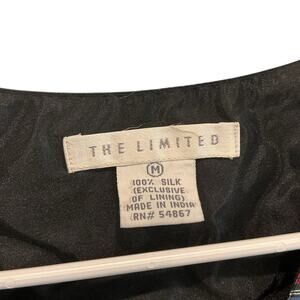 THE LIMITED
M
100% SILK
(EXCLUSIVE
OF LINING)
MADE IN INDIA
RN# 54867